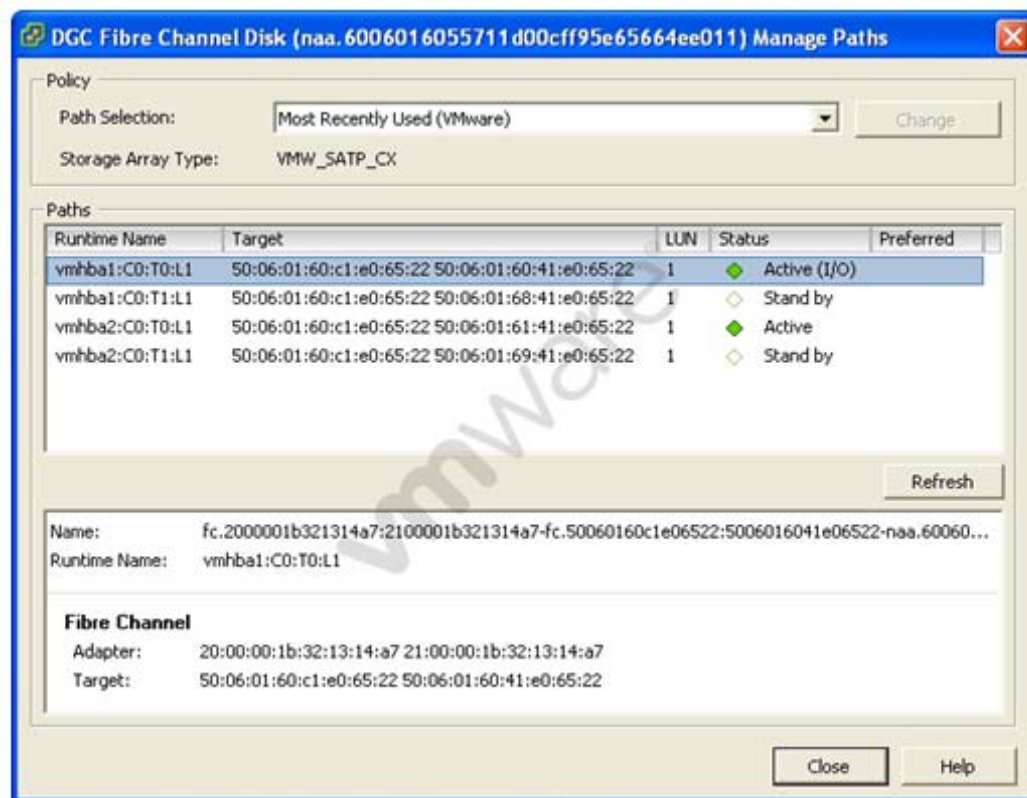 DGC Fibre Channel Disk (naa.6006016055711d00cff95e65664ee011) Manage Paths
Policy
Path Selection: Most Recently Used (VMware) Change
Storage Array Type: VMW_SATP_CX
Paths
Runtime Name Target LUN Status Preferred
vmhba1:C0:T0:L1 50:06:01:60:c1:e0:65:22 50:06:01:60:41:e0:65:22 1 Active (I/O)
vmhba1:C0:T1:L1 50:06:01:60:c1:e0:65:22 50:06:01:68:41:e0:65:22 1 Stand by
vmhba2:C0:T0:L1 50:06:01:60:c1:e0:65:22 50:06:01:61:41:e0:65:22 1 Active
vmhba2:C0:T1:L1 50:06:01:60:c1:e0:65:22 50:06:01:69:41:e0:65:22 1 Stand by
vmware
Refresh
Name: fc.2000001b321314a7:2100001b321314a7-fc.50060160c1e06522:5006016041e06522-naa.60060...
Runtime Name: vmhba1:C0:T0:L1
Fibre Channel
Adapter: 20:00:00:1b:32:13:14:a7 21:00:00:1b:32:13:14:a7
Target: 50:06:01:60:c1:e0:65:22 50:06:01:60:41:e0:65:22
Close Help